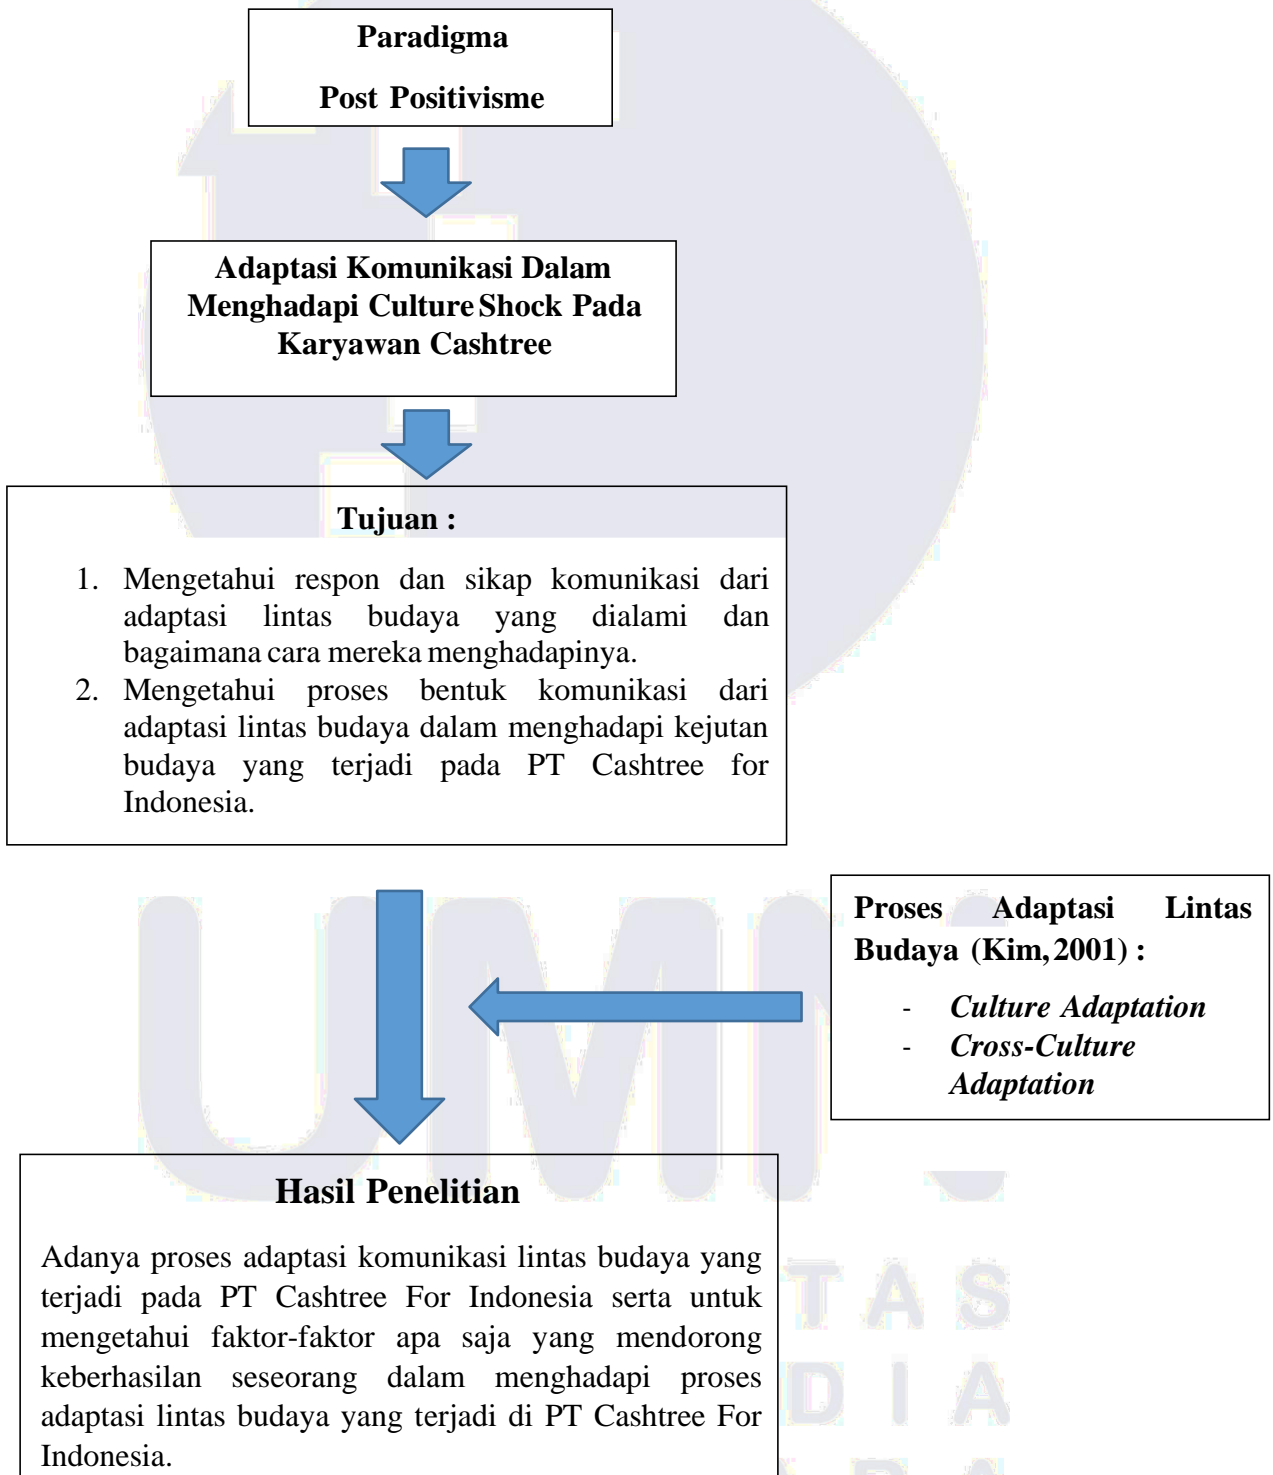 Paradigma
Post Positivisme
Adaptasi Komunikasi Dalam
Menghadapi Culture Shock Pada
Karyawan Cashtree
Tujuan :
1. Mengetahui respon dan sikap komunikasi dari
adaptasi lintas budaya yang dialami dan
bagaimana cara mereka menghadapinya.
2. Mengetahui proses bentuk komunikasi dari
adaptasi lintas budaya dalam menghadapi kejutan
budaya yang terjadi pada PT Cashtree for
Indonesia.
Proses Adaptasi Lintas
Budaya (Kim, 2001) :
- Culture Adaptation
- Cross-Culture
Adaptation
Hasil Penelitian
Adanya proses adaptasi komunikasi lintas budaya yang
terjadi pada PT Cashtree For Indonesia serta untuk
mengetahui faktor-faktor apa saja yang mendorong
keberhasilan seseorang dalam menghadapi proses
adaptasi lintas budaya yang terjadi di PT Cashtree For
Indonesia.